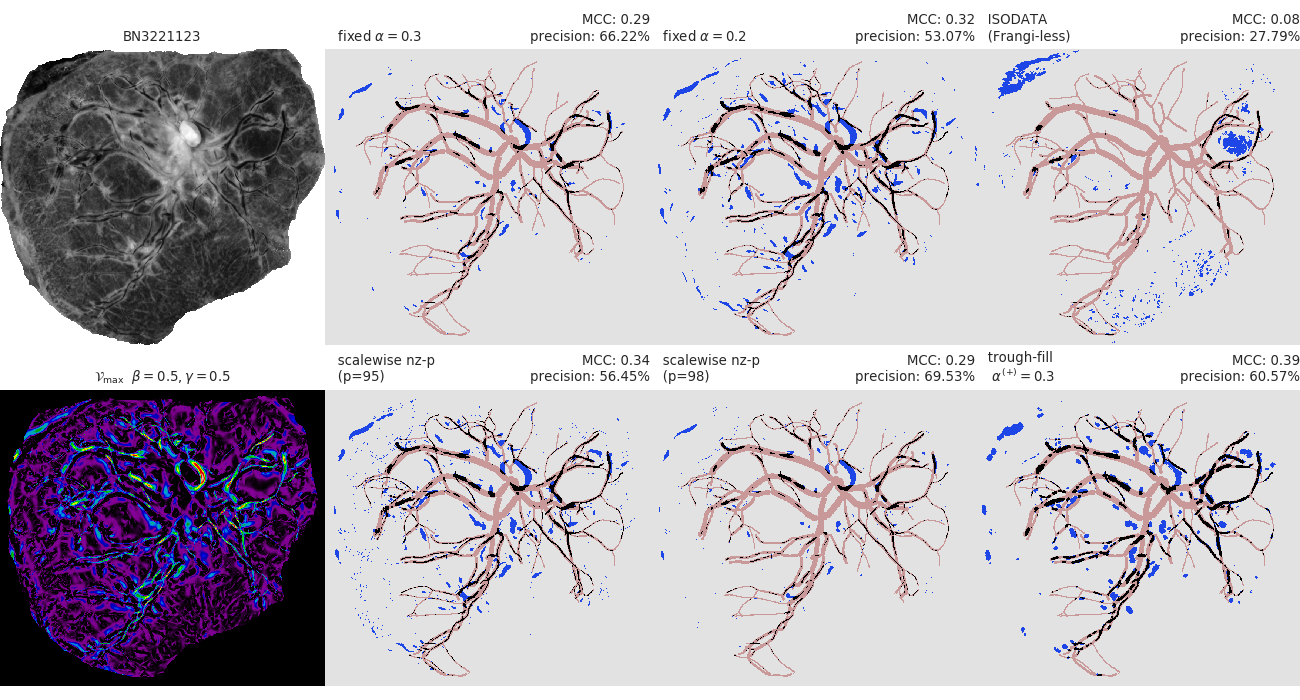 BN3221123
fixed α = 0.3
MCC: 0.29
precision: 66.22%
fixed α = 0.2
MCC: 0.32
precision: 53.07%
ISODATA
(Frangi-less)
MCC: 0.08
precision: 27.79%
𝒱max β = 0.5, γ = 0.5
scalewise nz-p
(p=95)
MCC: 0.34
precision: 56.45%
scalewise nz-p
(p=98)
MCC: 0.29
precision: 69.53%
trough-fill
α(+) = 0.3
MCC: 0.39
precision: 60.57%